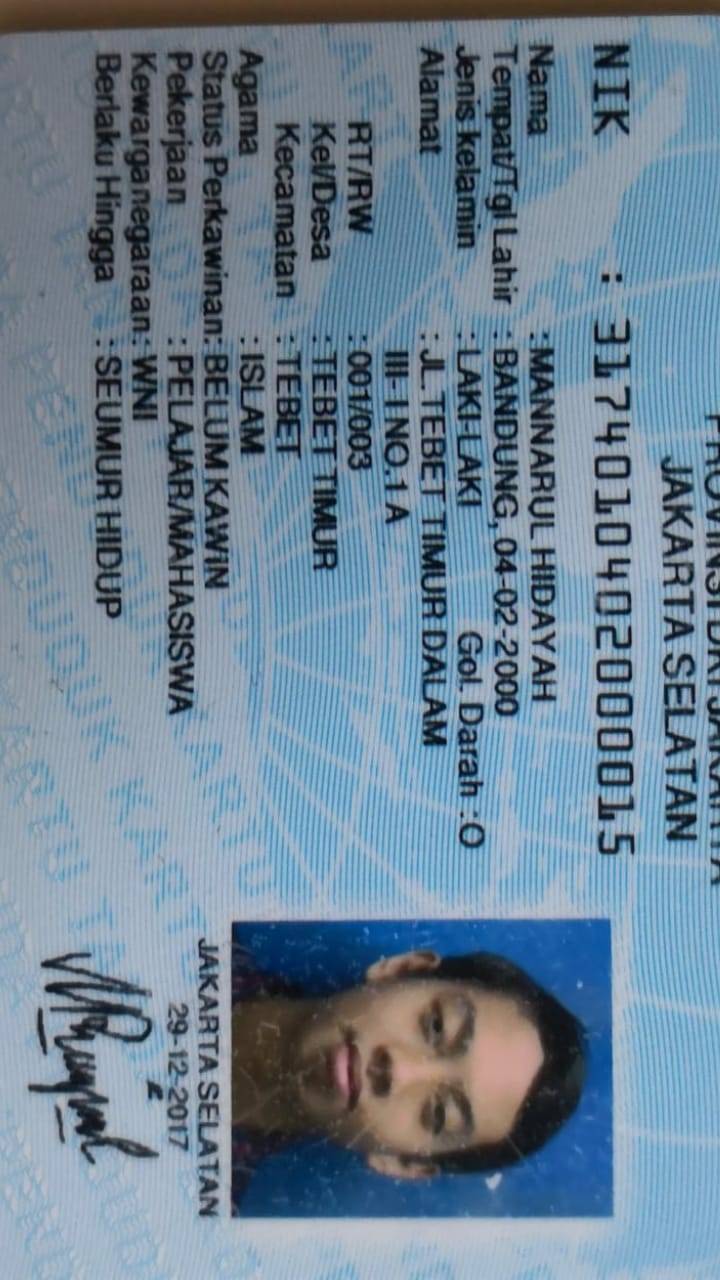 PROVINSI DKI JAKARTA
JAKARTA SELATAN
NIK : 3174010402000015
Nama : MANNARUL HIDAYAH
Tempat/Tgl Lahir : BANDUNG, 04-02-2000
Jenis kelamin : LAKI-LAKI Gol. Darah : O
Alamat : JL. TEBET TIMUR DALAM
III- I NO.1 A
RT/RW : 001/003
Kel/Desa : TEBET TIMUR
Kecamatan : TEBET
Agama : ISLAM
Status Perkawinan: BELUM KAWIN
Pekerjaan : PELAJAR/MAHASISWA
Kewarganegaraan: WNI
Berlaku Hingga : SEUMUR HIDUP
JAKARTA SELATAN
29-12-2017